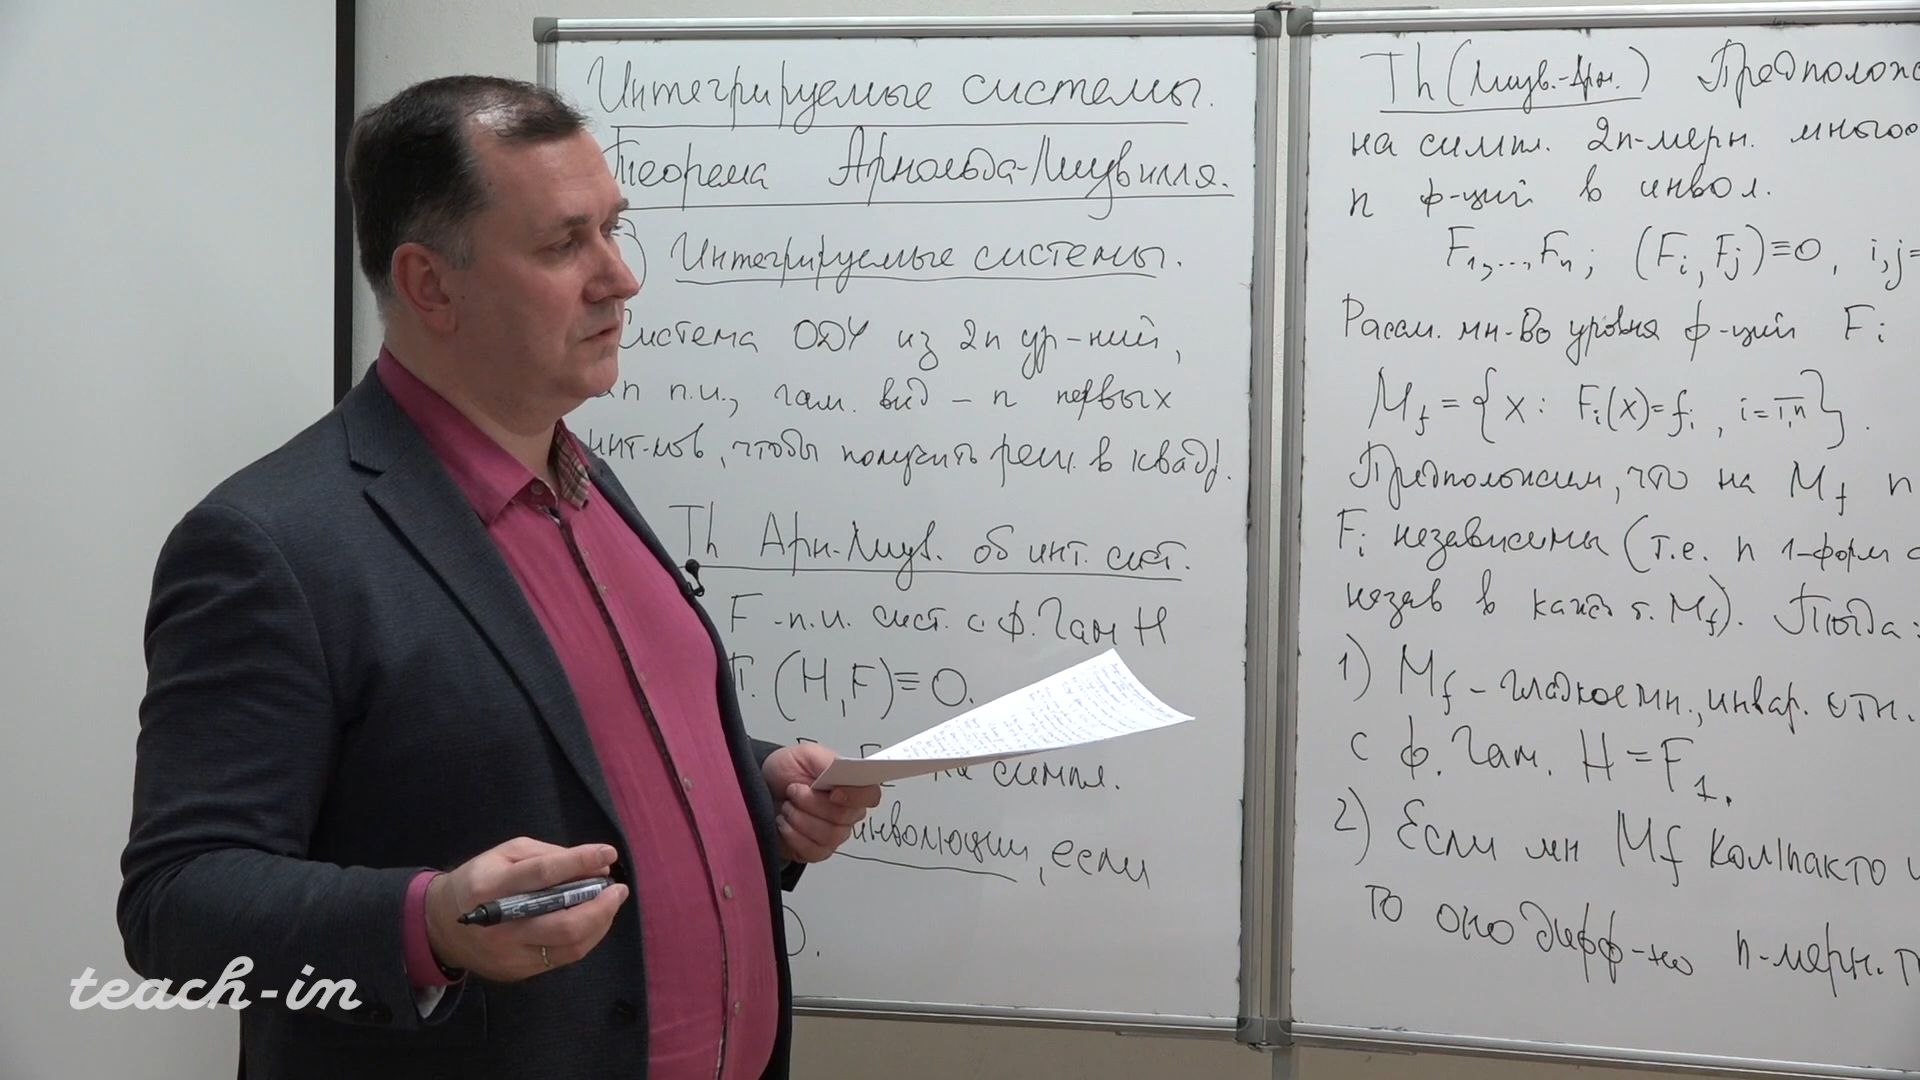 Интегрируемые системы.
Теорема Арнольда-Лиувилля.
) Интегрируемые системы.
Система ОДУ из 2n ур-ний,
2n п.и., гам. вид – n первых
инт-лов, чтобы получить реш. в квадр.
Th Арн.-Лиув. об инт. сист.
F - п.и. сист. с ф. Гам H
(H, F) ≡ 0.
на симпл.
инволюции, если
0.
Th (Лиув.-Арн.) Предполож
на симпл. 2n-мерн. многоо
n ф-ций в инвол.
F₁,..., Fₙ; (Fᵢ, Fⱼ) ≡ 0, i,j=
Рассм. мн-во уровня ф-ций Fᵢ
M_f = {x: Fᵢ(x) = fᵢ, i = 1,n}.
Предположим, что на M_f n
Fᵢ независимы (т.е. n 1-форм
незав в кажд т. M_f). Тогда:
1) M_f - гладкое мн., инвар. отн.
с ф. Гам. H = F₁.
2) Если мн M_f компактно и
то оно дифф-но n-мерн. т
teach-in